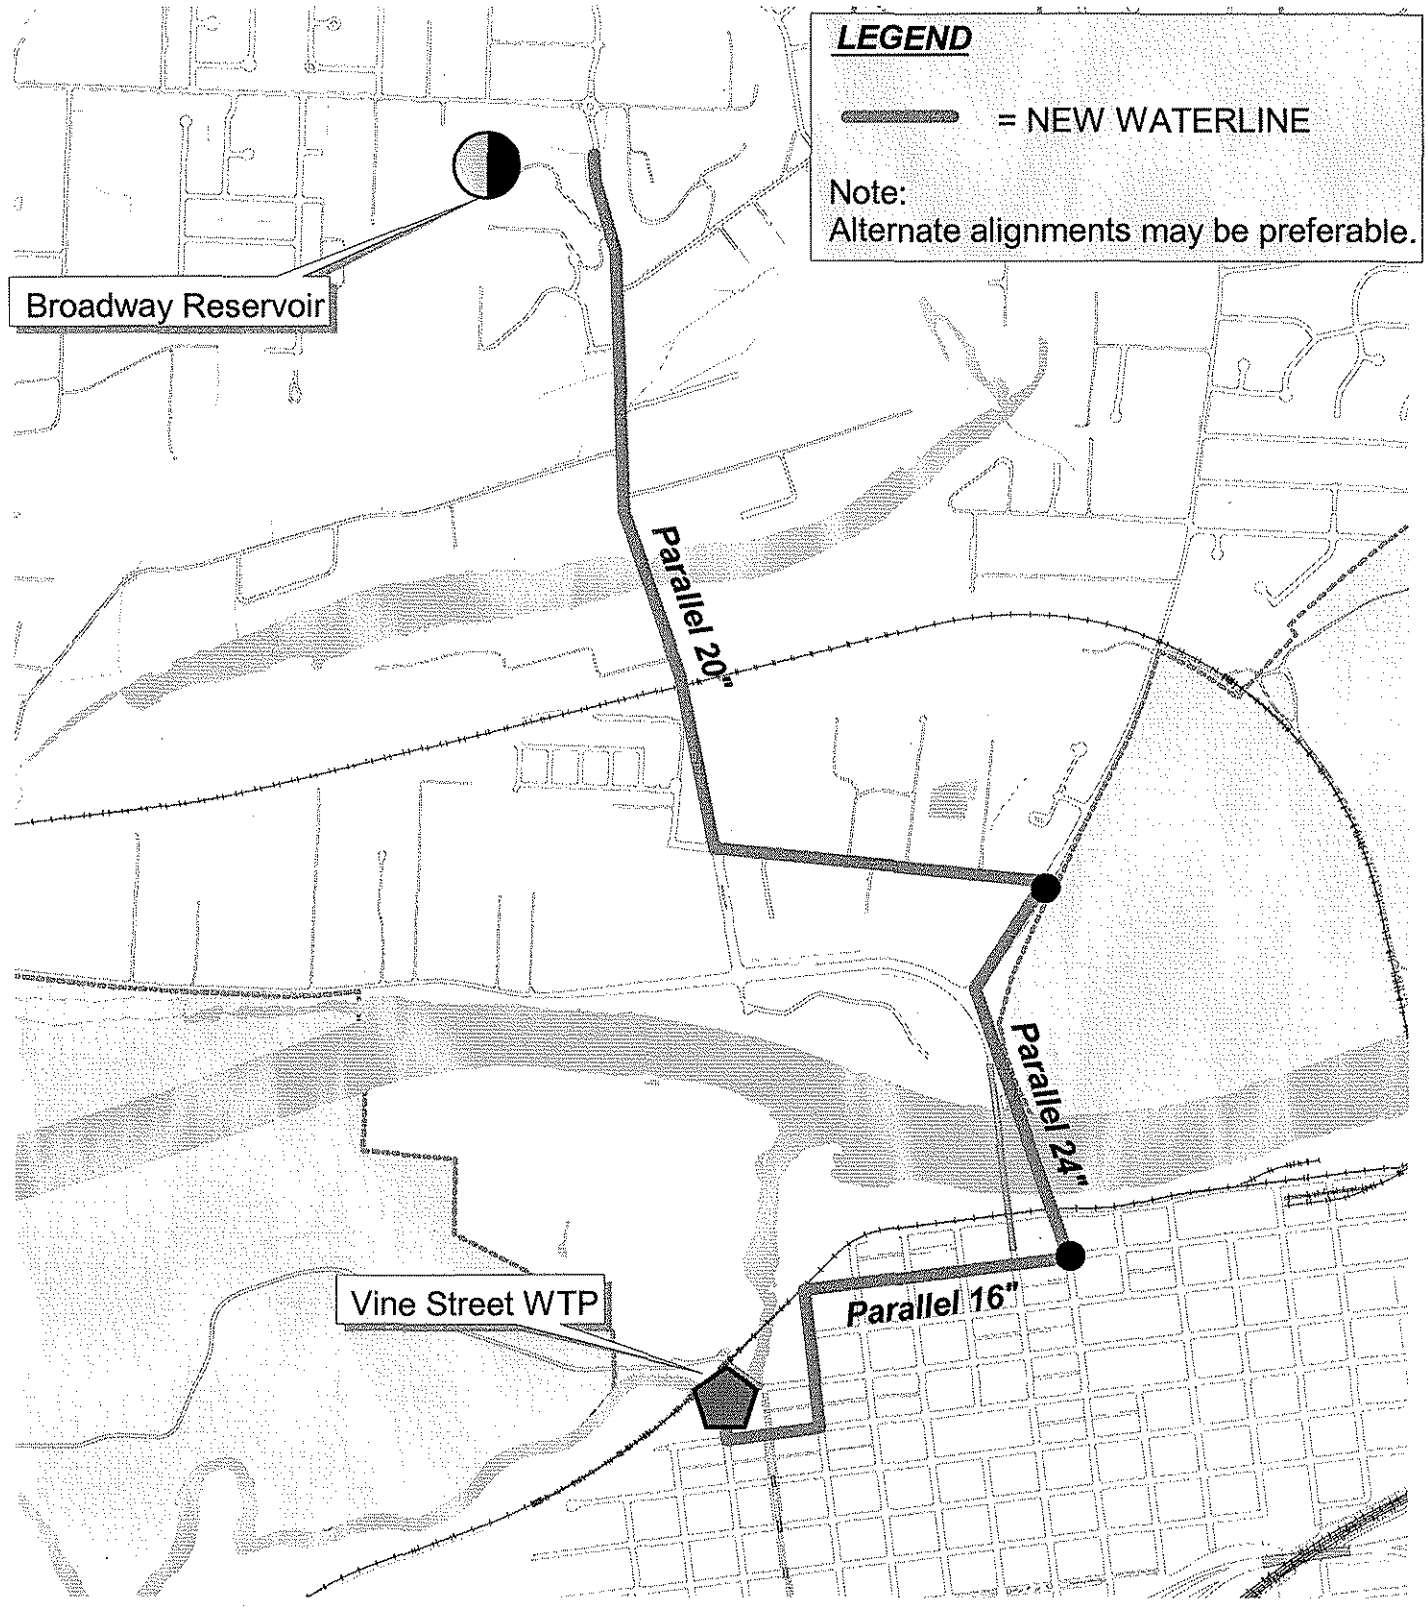 LEGEND
= NEW WATERLINE
Note:
Alternate alignments may be preferable.
Broadway Reservoir
Parallel 20"
Parallel 24"
Vine Street WTP
Parallel 16"